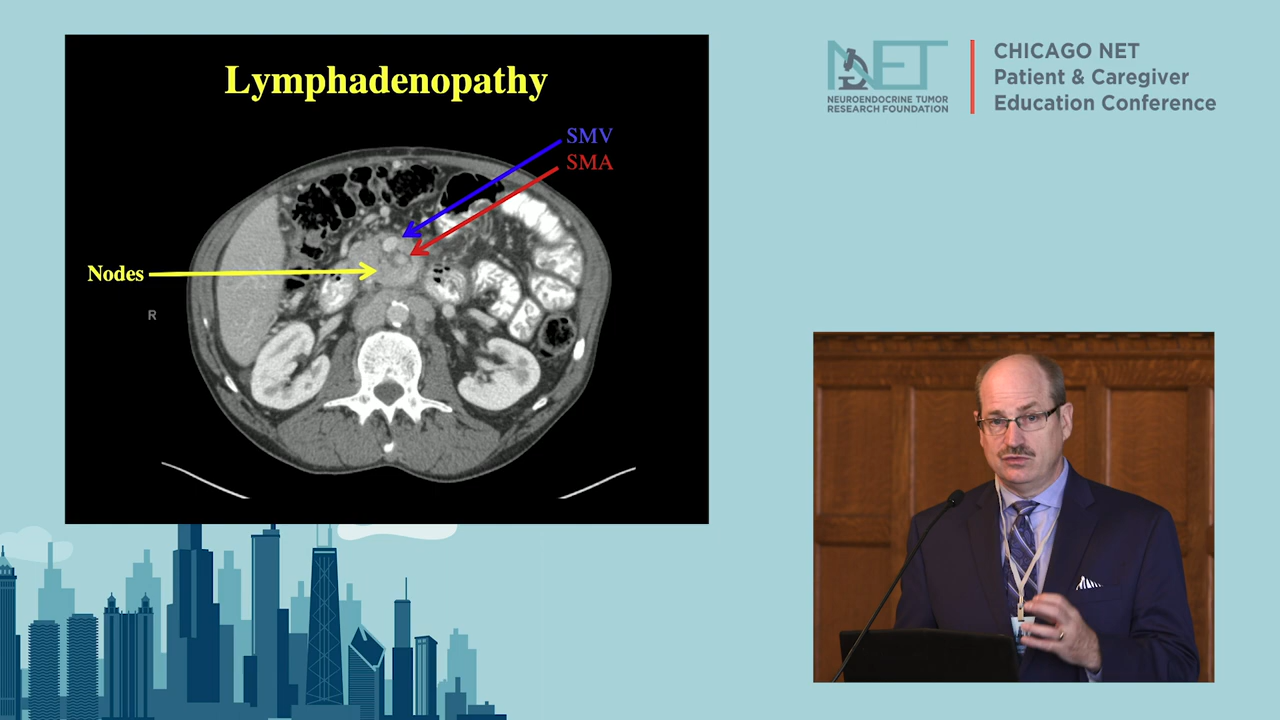 Lymphadenopathy
SMV
SMA
Nodes
R
NET
NEUROENDOCRINE TUMOR
RESEARCH FOUNDATION
CHICAGO NET
Patient & Caregiver
Education Conference